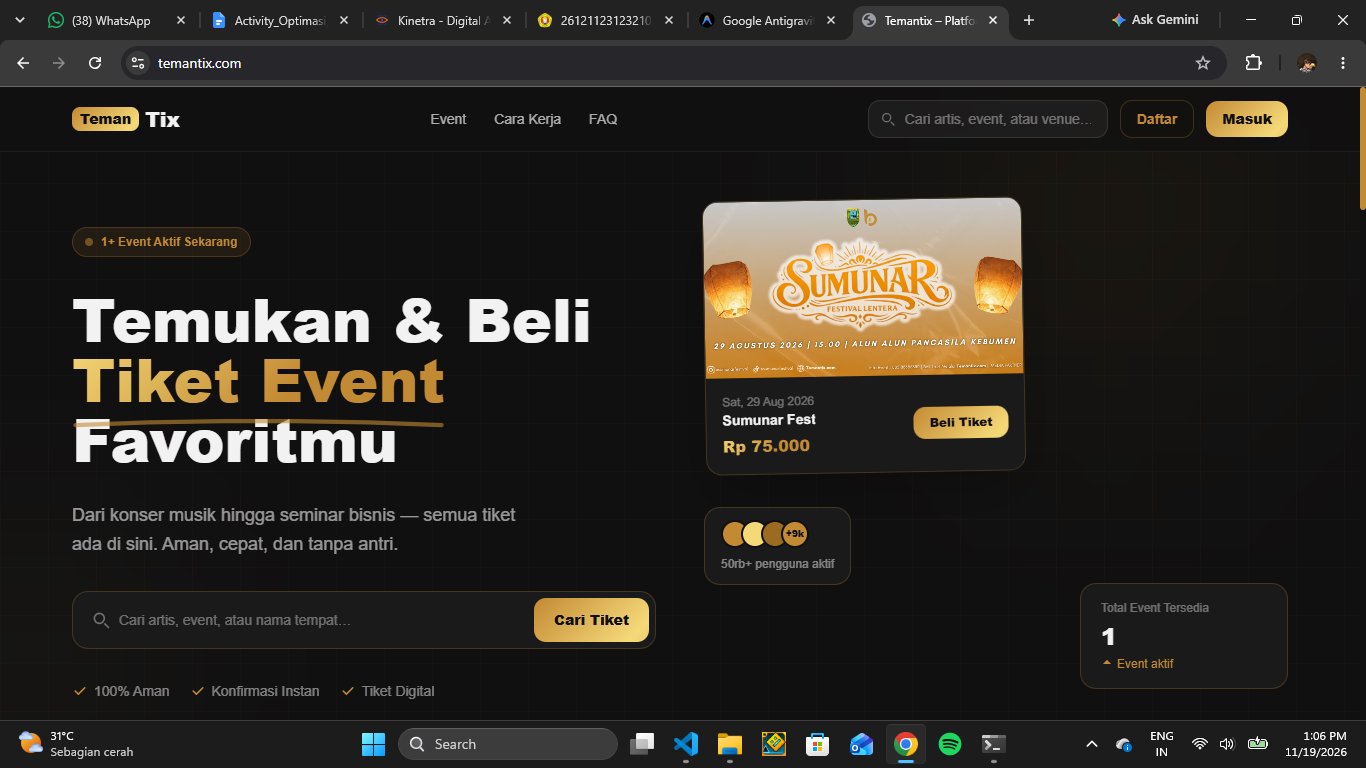 (38) WhatsApp
Activity_Optimasi
Kinetra - Digital A
26121123123210
Google Antigravit
Temantix – Platfo
Ask Gemini
temantix.com
Teman Tix
Event
Cara Kerja
FAQ
Cari artis, event, atau venue...
Daftar
Masuk
1+ Event Aktif Sekarang
Temukan & Beli
Tiket Event
Favoritmu
Dari konser musik hingga seminar bisnis — semua tiket
ada di sini. Aman, cepat, dan tanpa antri.
Cari artis, event, atau nama tempat...
Cari Tiket
100% Aman
Konfirmasi Instan
Tiket Digital
SUMUNAR
FESTIVAL LENTERA
29 AGUSTUS 2026 | 15.00 | ALUN ALUN PANCASILA KEBUMEN
Temantix.com
Sat, 29 Aug 2026
Sumunar Fest
Rp 75.000
Beli Tiket
+9k
50rb+ pengguna aktif
Total Event Tersedia
1
Event aktif
31°C
Sebagian cerah
Search
ENG
IN
1:06 PM
11/19/2026